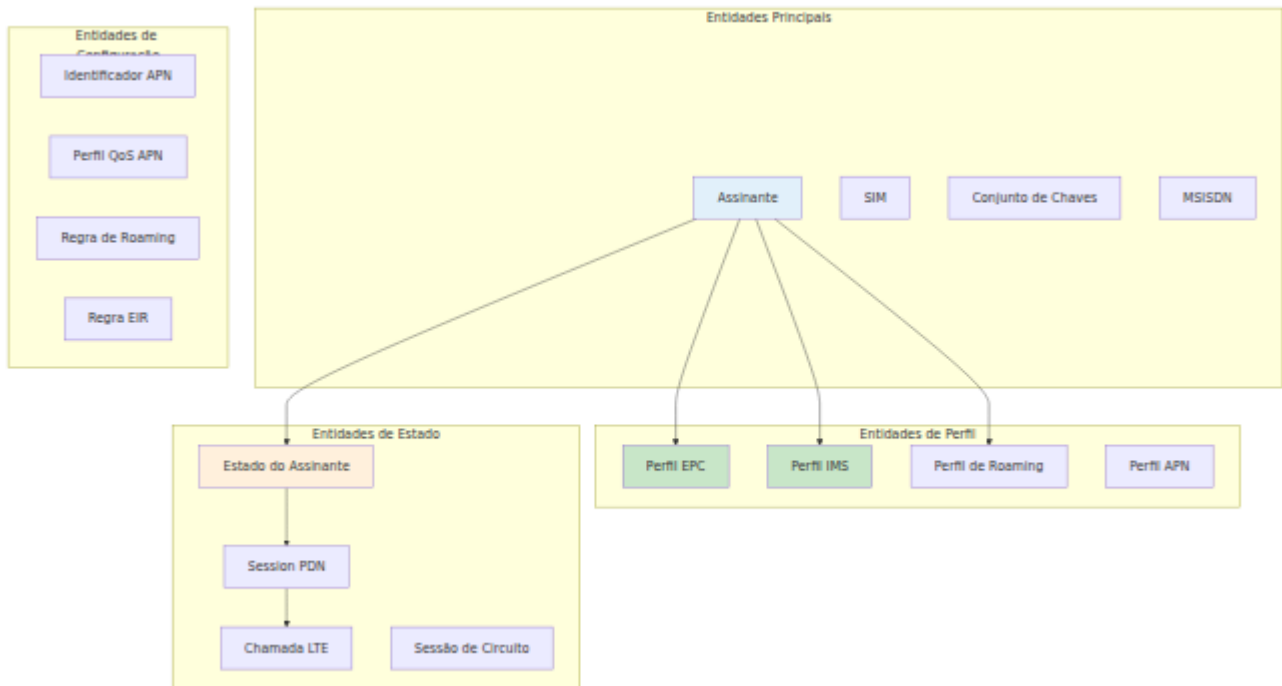 Entidades de
Configuração
Identificador APN
Perfil QoS APN
Regra de Roaming
Regra EIR
Entidades Principais
Assinante
SIM
Conjunto de Chaves
MSISDN
Entidades de Estado
Estado do Assinante
Session PDN
Chamada LTE
Sessão de Circuito
Entidades de Perfil
Perfil EPC
Perfil IMS
Perfil de Roaming
Perfil APN